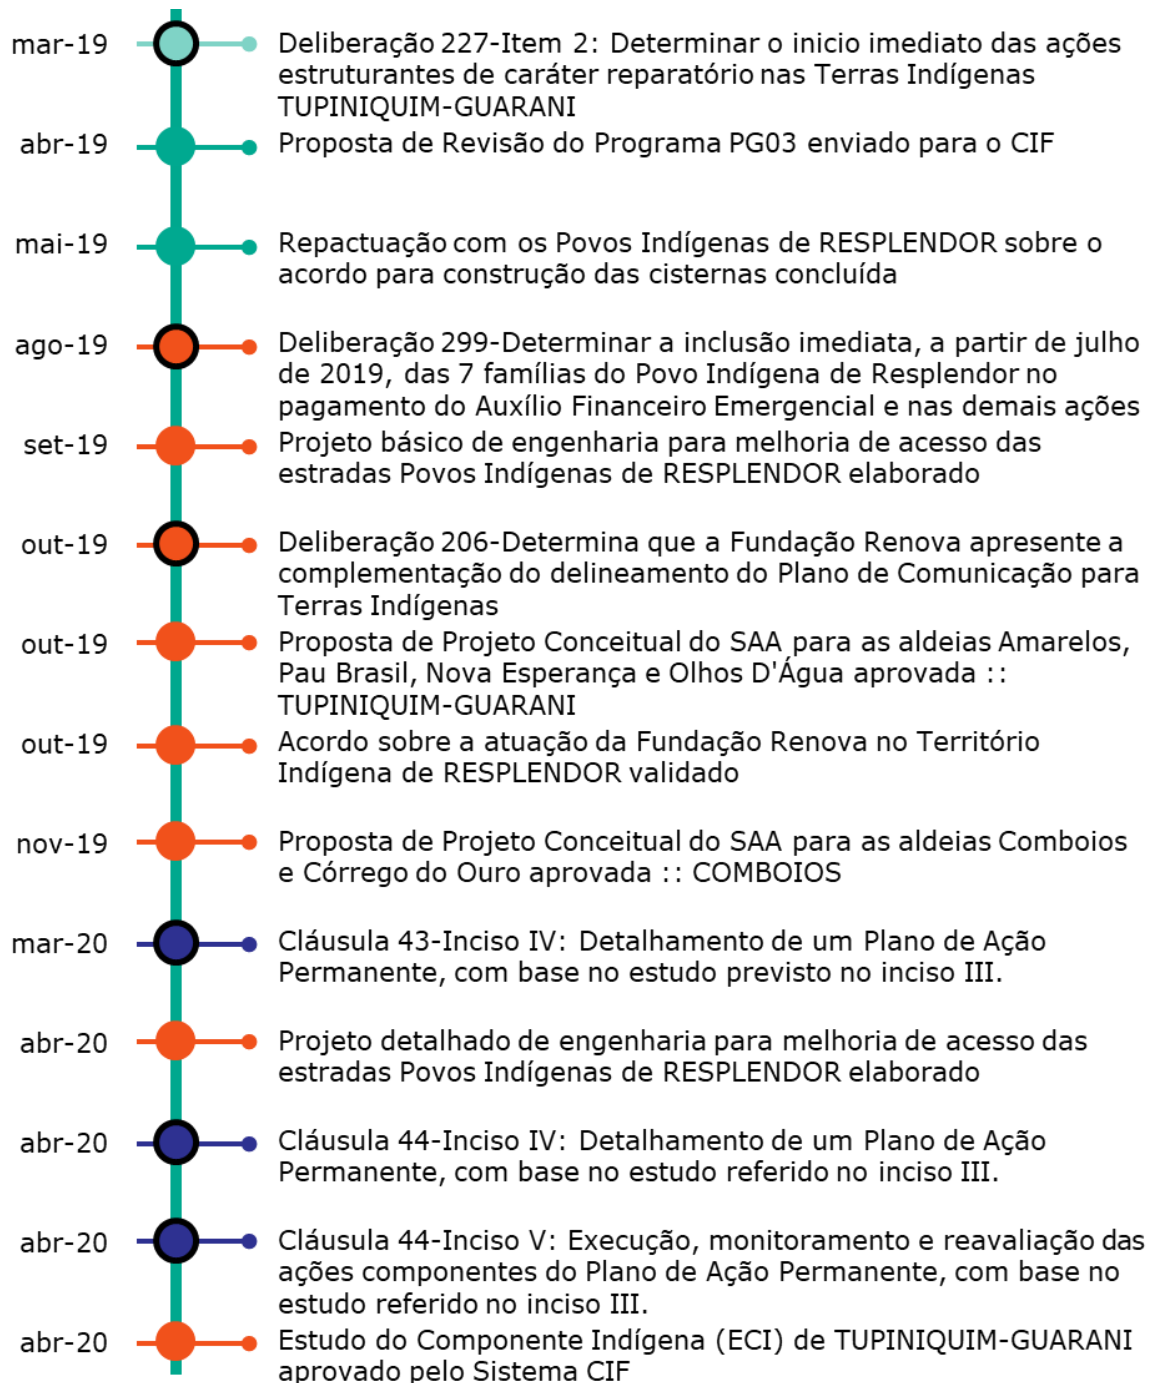 mar-19
Deliberação 227-Item 2: Determinar o inicio imediato das ações
estruturantes de caráter reparatório nas Terras Indígenas
TUPINIQUIM-GUARANI
abr-19
Proposta de Revisão do Programa PG03 enviado para o CIF
mai-19
Repactuação com os Povos Indígenas de RESPLENDOR sobre o
acordo para construção das cisternas concluída
ago-19
Deliberação 299-Determinar a inclusão imediata, a partir de julho
de 2019, das 7 famílias do Povo Indígena de Resplendor no
pagamento do Auxílio Financeiro Emergencial e nas demais ações
set-19
Projeto básico de engenharia para melhoria de acesso das
estradas Povos Indígenas de RESPLENDOR elaborado
out-19
Deliberação 206-Determina que a Fundação Renova apresente a
complementação do delineamento do Plano de Comunicação para
Terras Indígenas
out-19
Proposta de Projeto Conceitual do SAA para as aldeias Amarelos,
Pau Brasil, Nova Esperança e Olhos D'Água aprovada ::
TUPINIQUIM-GUARANI
out-19
Acordo sobre a atuação da Fundação Renova no Território
Indígena de RESPLENDOR validado
nov-19
Proposta de Projeto Conceitual do SAA para as aldeias Comboios
e Córrego do Ouro aprovada :: COMBOIOS
mar-20
Cláusula 43-Inciso IV: Detalhamento de um Plano de Ação
Permanente, com base no estudo previsto no inciso III.
abr-20
Projeto detalhado de engenharia para melhoria de acesso das
estradas Povos Indígenas de RESPLENDOR elaborado
abr-20
Cláusula 44-Inciso IV: Detalhamento de um Plano de Ação
Permanente, com base no estudo referido no inciso III.
abr-20
Cláusula 44-Inciso V: Execução, monitoramento e reavaliação das
ações componentes do Plano de Ação Permanente, com base no
estudo referido no inciso III.
abr-20
Estudo do Componente Indígena (ECI) de TUPINIQUIM-GUARANI
aprovado pelo Sistema CIF